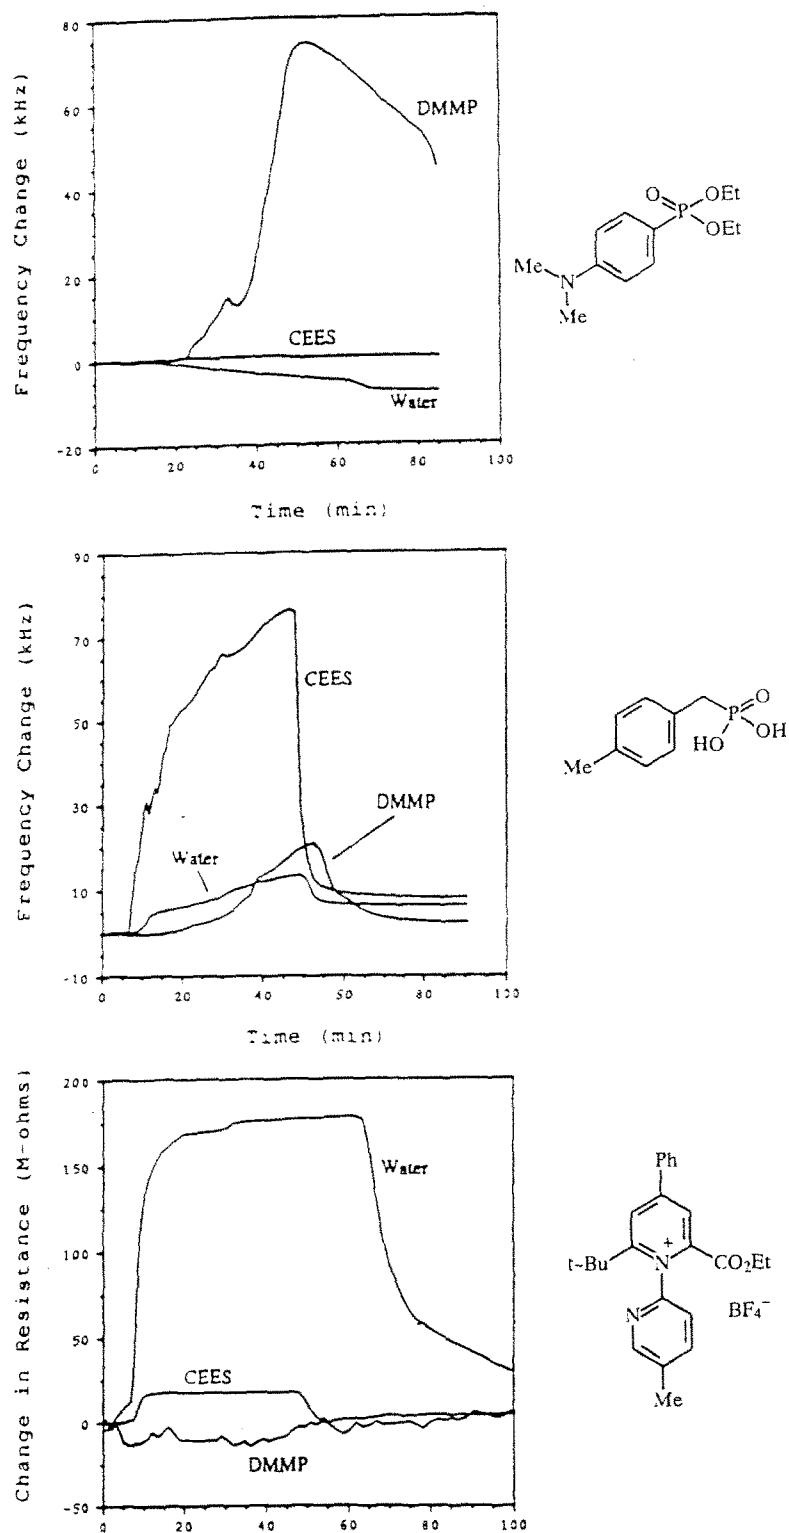 Frequency Change (kHz)
80
60
40
20
0
-20
DMMP
CEES
Water
0 20 40 60 80 100
Time (min)
O P OEt
OEt
Me N
Me
Frequency Change (kHz)
90
70
50
30
10
-10
CEES
DMMP
Water
0 20 40 50 80 100
Time (min)
P O
HO OH
Me
Change in Resistance (M-ohms)
200
150
100
50
0
-50
Water
CEES
DMMP
0 20 40 60 80 100
Ph
+
t-Bu N CO₂Et
N BF₄⁻
Me